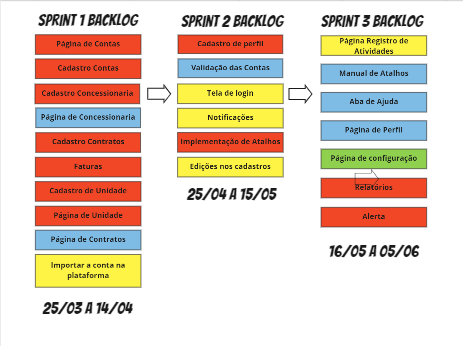 SPRINT 1 BACKLOG
Página de Contas
Cadastro Contas
Cadastro Concessionaria
Página de Concessionaria
Cadastro Contratos
Faturas
Cadastro de Unidade
Página de Unidade
Página de Contratos
Importar a conta na
plataforma
25/03 A 14/04
SPRINT 2 BACKLOG
Cadastro de perfil
Validação das Contas
Tela de login
Notificações
Implementação de Atalhos
Edições nos cadastros
25/04 A 15/05
SPRINT 3 BACKLOG
Página Registro de
Atividades
Manual de Atalhos
Aba de Ajuda
Página de Perfil
Página de configuração
Relatórios
Alerta
16/05 A 05/06